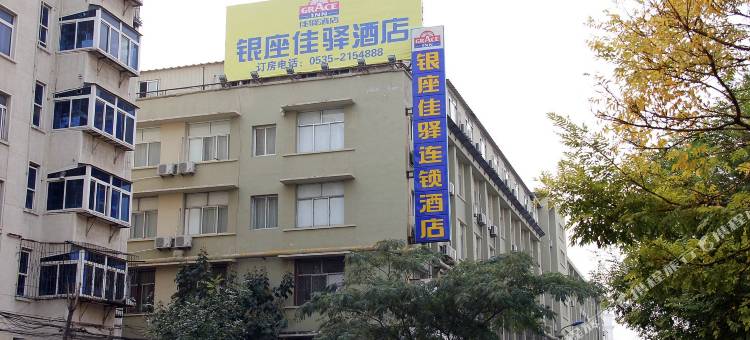 GRACE
INN
佳驿酒店
银座佳驿酒店
订房电话：0535-2154888
GRACE
INN
银座佳驿连锁酒店